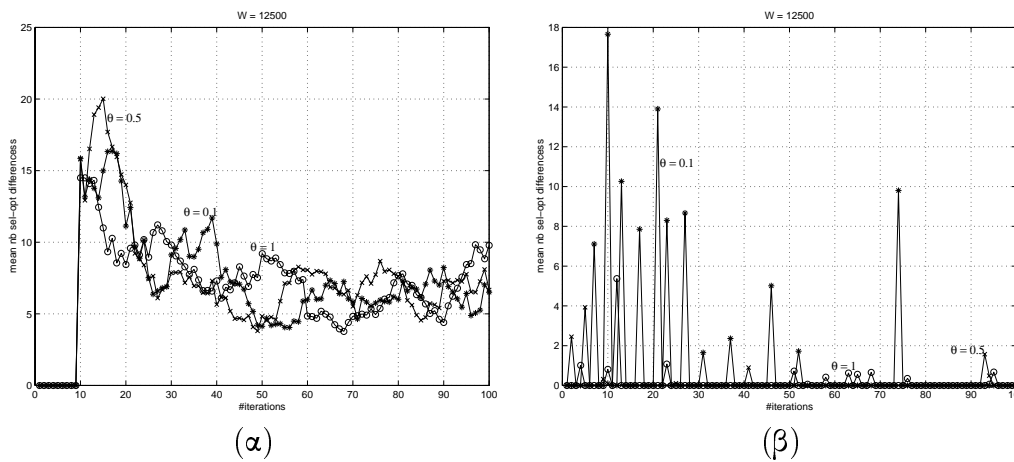 W = 12500
25
20
15
10
5
0
mean nb sel-opt differencess
θ = 0.5
θ = 0.1
θ = 1
0 10 20 30 40 50 60 70 80 90 100
#iterations
(α)
W = 12500
18
16
14
12
10
8
6
4
2
0
mean nb sel-opt differencess
θ = 0.1
θ = 1
θ = 0.5
0 10 20 30 40 50 60 70 80 90 100
#iterations
(β)